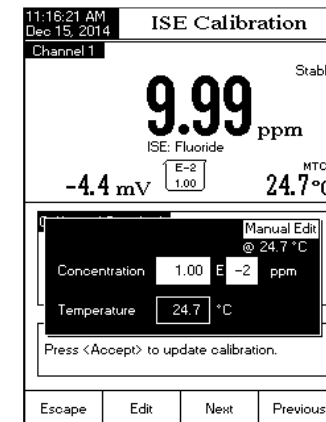 11:16:21 AM
Dec 15, 2014
ISE Calibration
Channel 1
Stabl
9.99 ppm
ISE: Fluoride
-4.4 mV
E-2
1.00
MTC
24.7°C
Manual Edit
@ 24.7 °C
Concentration 1.00 E -2 ppm
Temperature 24.7 °C
Press <Accept> to update calibration.
Escape Edit Next Previous